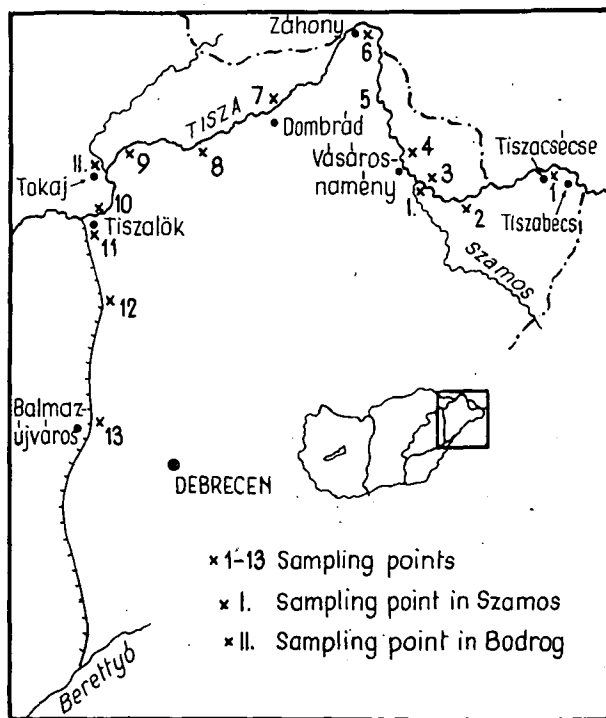 Záhony
6
7
TISZA
5
Dombrád
Tiszacsécse
4
Vásáros-
namény
3
1
II.
9
8
Tokaj
I.
2
Tiszabecs
10
Tiszalök
11
Szamos
12
Balmaz-
újváros
13
DEBRECEN
× 1-13 Sampling points
× I. Sampling point in Szamos
× II. Sampling point in Bodrog
Berettyó